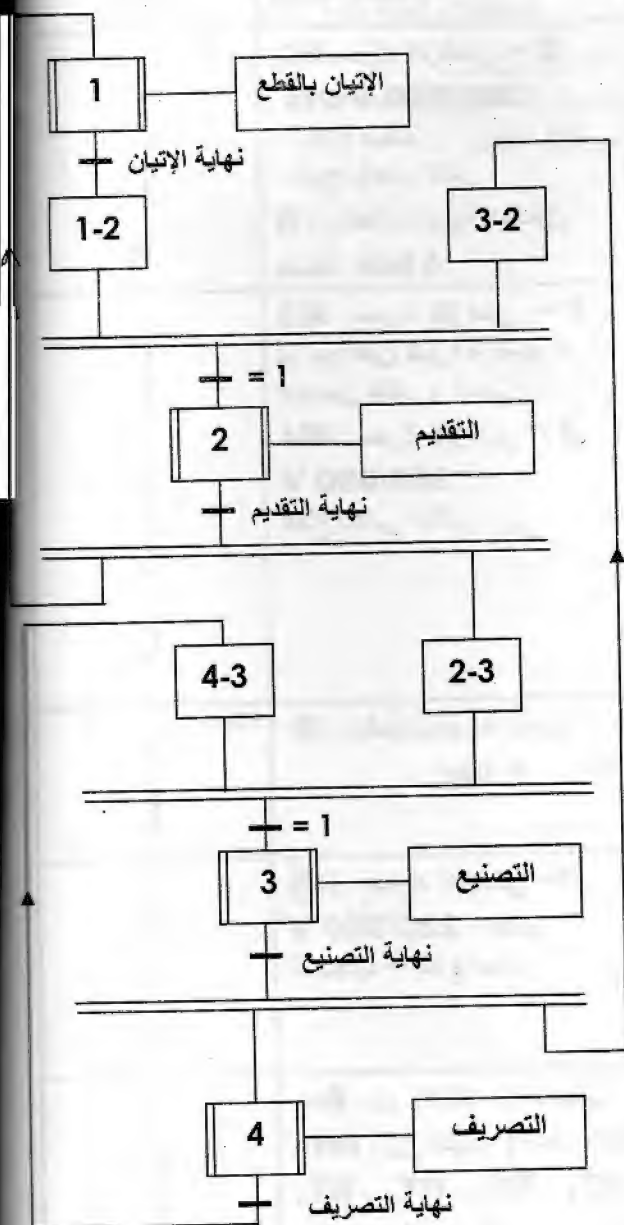 1
الإتيان بالقطع
نهاية الإتيان
1-2
3-2
= 1
2
التقديم
نهاية التقديم
4-3
2-3
= 1
3
التصنيع
نهاية التصنيع
4
التصريف
نهاية التصريف